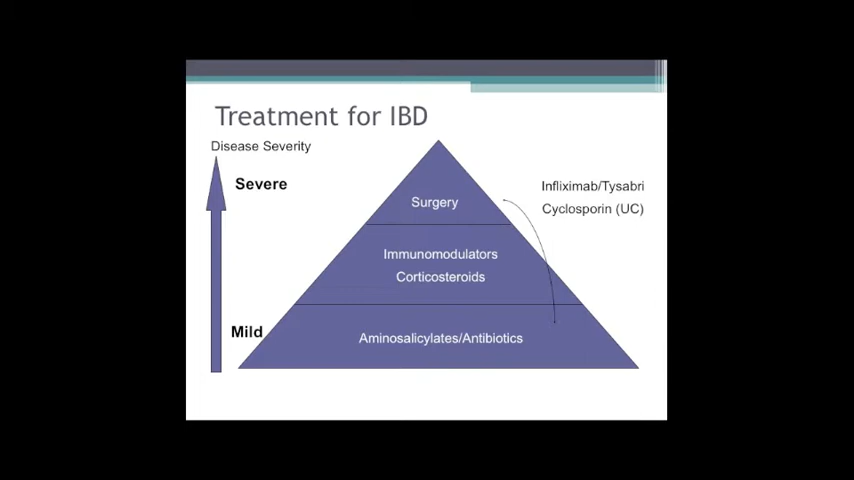 Treatment for IBD
Disease Severity
Severe
Mild
Surgery
Immunomodulators
Corticosteroids
Aminosalicylates/Antibiotics
Infliximab/Tysabri
Cyclosporin (UC)